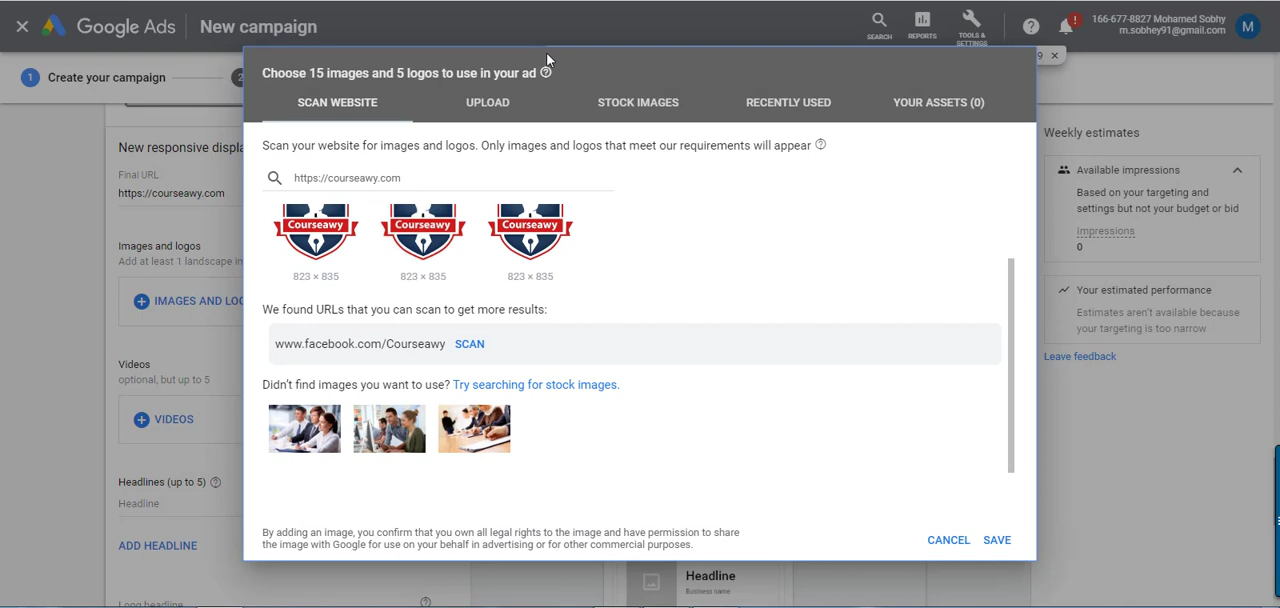 Google Ads
New campaign
SEARCH
REPORTS
TOOLS & SETTINGS
!
166-677-8827 Mohamed Sobhy
m.sobhey91@gmail.com
M
1 Create your campaign
2
9
Choose 15 images and 5 logos to use in your ad
SCAN WEBSITE
UPLOAD
STOCK IMAGES
RECENTLY USED
YOUR ASSETS (0)
Scan your website for images and logos. Only images and logos that meet our requirements will appear
https://courseawy.com
Courseawy
Courseawy
Courseawy
823 × 835
823 × 835
823 × 835
We found URLs that you can scan to get more results:
www.facebook.com/Courseawy SCAN
Didn't find images you want to use? Try searching for stock images.
By adding an image, you confirm that you own all legal rights to the image and have permission to share
the image with Google for use on your behalf in advertising or for other commercial purposes.
CANCEL
SAVE
New responsive displa
Final URL
https://courseawy.com
Images and logos
Add at least 1 landscape im
IMAGES AND LOG
Videos
optional, but up to 5
VIDEOS
Headlines (up to 5)
Headline
ADD HEADLINE
Long headline
Headline
Business name
Weekly estimates
Available impressions
Based on your targeting and
settings but not your budget or bid
Impressions
0
Your estimated performance
Estimates aren't available because
your targeting is too narrow
Leave feedback